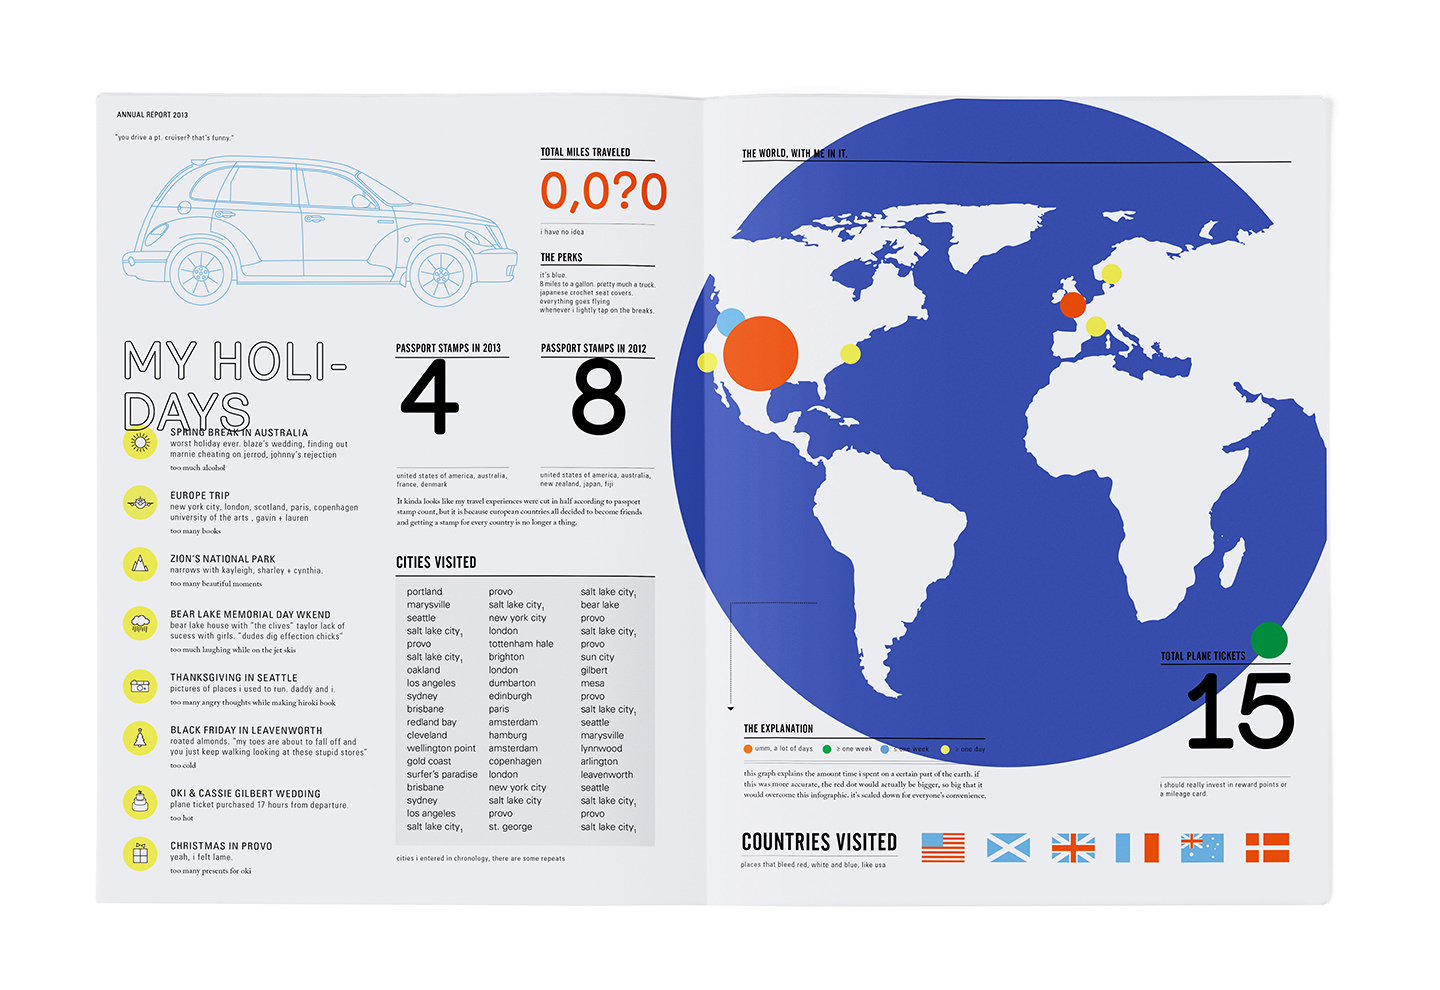 ANNUAL REPORT 2013
"you drive a pt. cruiser? that's funny."
TOTAL MILES TRAVELED
0,0?0
i have no idea
THE PERKS
it's blue.
8 miles to a gallon. pretty much a truck.
japanese crochet seat covers.
everything goes flying
whenever i lightly tap on the breaks.
MY HOLI-
DAYS
SPRING BREAK IN AUSTRALIA
worst holiday ever. blaze's wedding, finding out
marnie cheating on jerrod, johnny's rejection
too much alcohol
EUROPE TRIP
new york city, london, scotland, paris, copenhagen
university of the arts , gavin + lauren
too many books
ZION'S NATIONAL PARK
narrows with kayleigh, sharley + cynthia.
too many beautiful moments
BEAR LAKE MEMORIAL DAY WKEND
bear lake house with "the clives" taylor lack of
sucess with girls. "dudes dig effection chicks"
too much laughing while on the jet skis
THANKSGIVING IN SEATTLE
pictures of places i used to run. daddy and i.
too many angry thoughts while making hiroki book
BLACK FRIDAY IN LEAVENWORTH
roated almonds. "my toes are about to fall off and
you just keep walking looking at these stupid stores"
too cold
OKI & CASSIE GILBERT WEDDING
plane ticket purchased 17 hours from departure.
too hot
CHRISTMAS IN PROVO
yeah, i felt lame.
too many presents for oki
PASSPORT STAMPS IN 2013
4
united states of america, australia,
france, denmark
PASSPORT STAMPS IN 2012
8
united states of america, australia,
new zealand, japan, fiji
It kinda looks like my travel experiences were cut in half according to passport
stamp count, but it is because european countries all decided to become friends
and getting a stamp for every country is no longer a thing.
CITIES VISITED
portland
marysville
seattle
salt lake city,
provo
salt lake city,
oakland
los angeles
sydney
brisbane
redland bay
cleveland
wellington point
gold coast
surfer's paradise
brisbane
sydney
los angeles
salt lake city,
provo
salt lake city,
new york city
london
tottenham hale
brighton
london
dumbarton
edinburgh
paris
amsterdam
hamburg
amsterdam
copenhagen
london
new york city
salt lake city
provo
st. george
salt lake city,
bear lake
provo
salt lake city,
provo
sun city
gilbert
mesa
provo
salt lake city,
seattle
marysville
lynnwood
arlington
leavenworth
seattle
salt lake city,
provo
salt lake city,
cities i entered in chronology, there are some repeats
THE WORLD, WITH ME IN IT.
THE EXPLANATION
umm, a lot of days
≥ one week
≤ one week
≥ one day
this graph explains the amount time i spent on a certain part of the earth. if
this was more accurate, the red dot would actually be bigger, so big that it
would overcome this infographic. it's scaled down for everyone's convenience.
TOTAL PLANE TICKETS
15
i should really invest in reward points or
a mileage card.
COUNTRIES VISITED
places that bleed red, white and blue, like usa